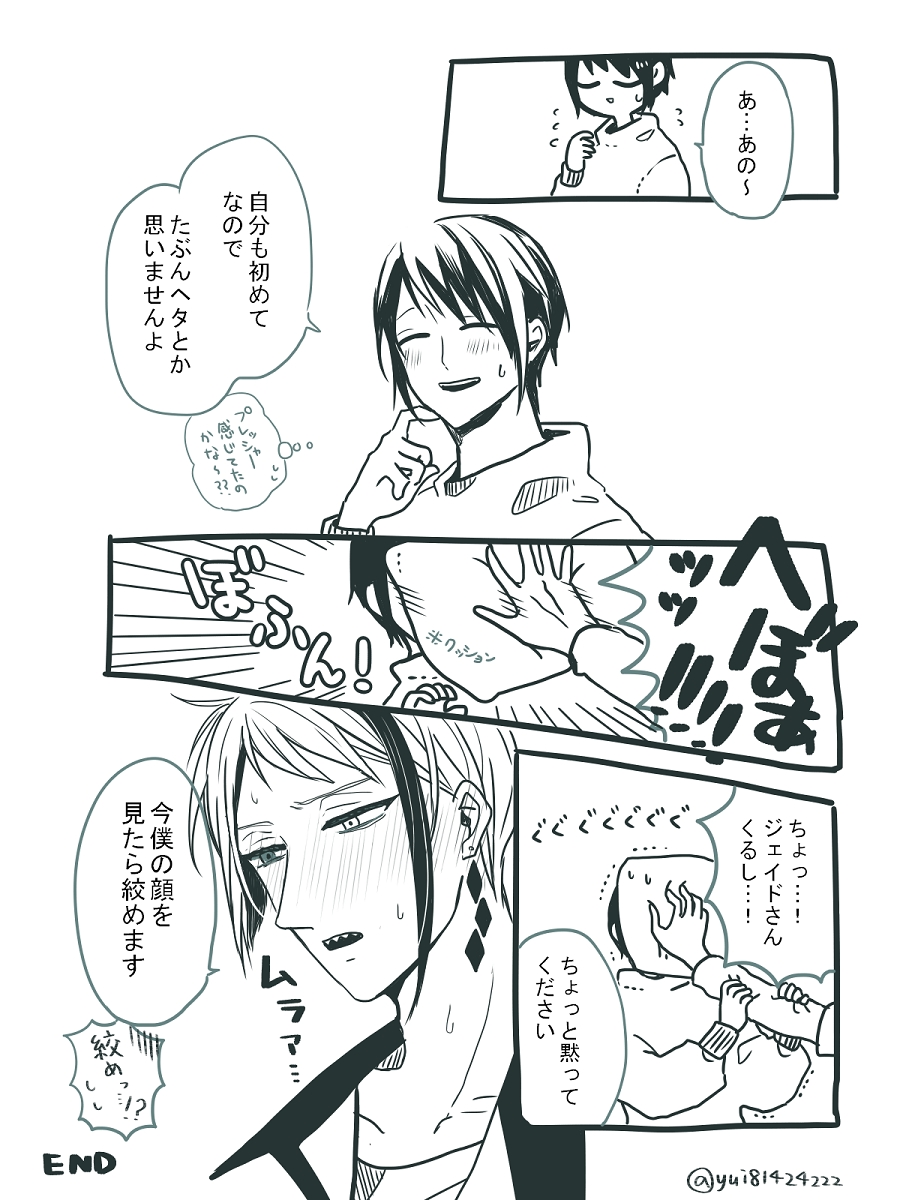 あ…あの～
自分も初めて
なので
たぶんヘタとか
思いませんよ
プレッシャー
感じてたの
かな～??
へぼぁ
ッッ
!!!!!
ぼふん!
※クッション
ちょっ…!
ジェイドさん
くるし…!
ぐぐぐぐぐぐぐ
ちょっと黙って
ください
今僕の顔を
見たら絞めます
ムラァ…
絞めっ!?
END
@yui81424222